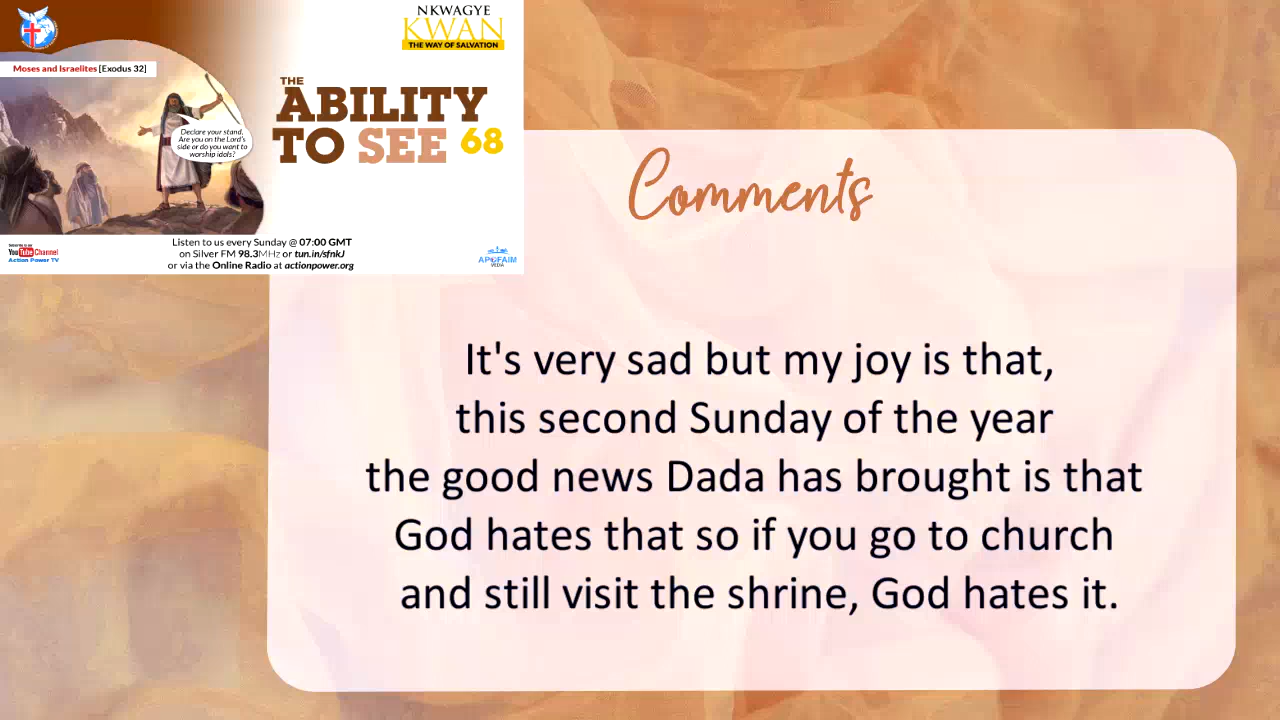 NKWAGYE
KWAN
THE WAY OF SALVATION
Moses and Israelites [Exodus 32]
THE
ABILITY
TO SEE 68
Declare your stand.
Are you on the Lord's
side or do you want to
worship idols?
Listen to us every Sunday @ 07:00 GMT
on Silver FM 98.3MHz or tun.in/sfnkJ
or via the Online Radio at actionpower.org
YouTube Channel
Action Power TV
APOFAIM
Comments
It's very sad but my joy is that,
this second Sunday of the year
the good news Dada has brought is that
God hates that so if you go to church
and still visit the shrine, God hates it.